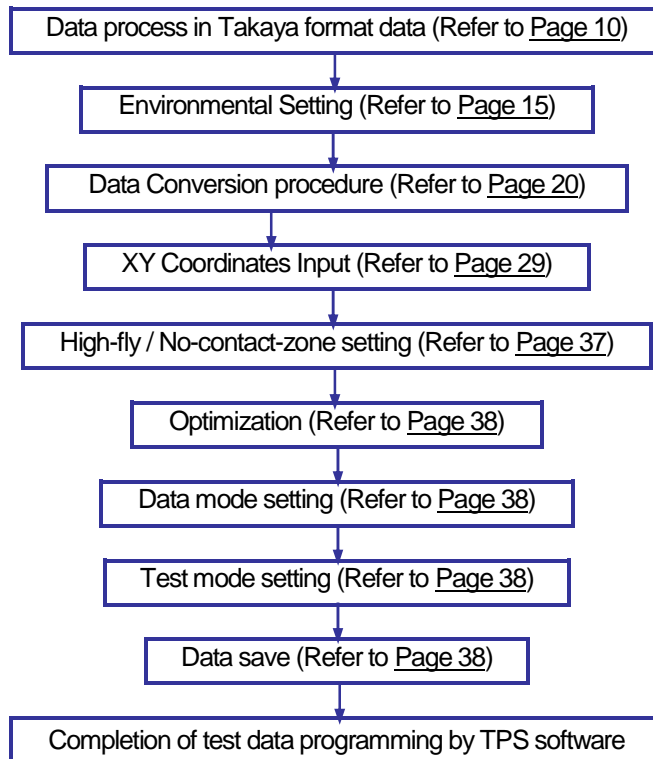 Data process in Takaya format data (Refer to Page 10)
Environmental Setting (Refer to Page 15)
Data Conversion procedure (Refer to Page 20)
XY Coordinates Input (Refer to Page 29)
High-fly / No-contact-zone setting (Refer to Page 37)
Optimization (Refer to Page 38)
Data mode setting (Refer to Page 38)
Test mode setting (Refer to Page 38)
Data save (Refer to Page 38)
Completion of test data programming by TPS software